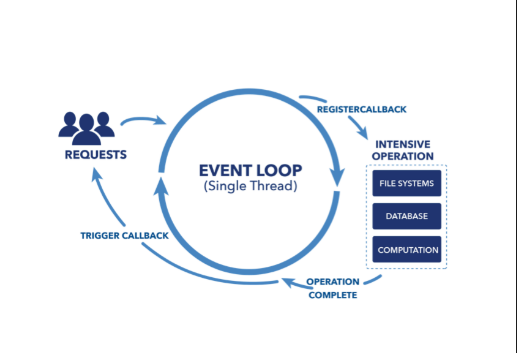 REGISTERCALLBACK
REQUESTS
INTENSIVE
OPERATION
EVENT LOOP
(Single Thread)
FILE SYSTEMS
DATABASE
COMPUTATION
TRIGGER CALLBACK
OPERATION
COMPLETE